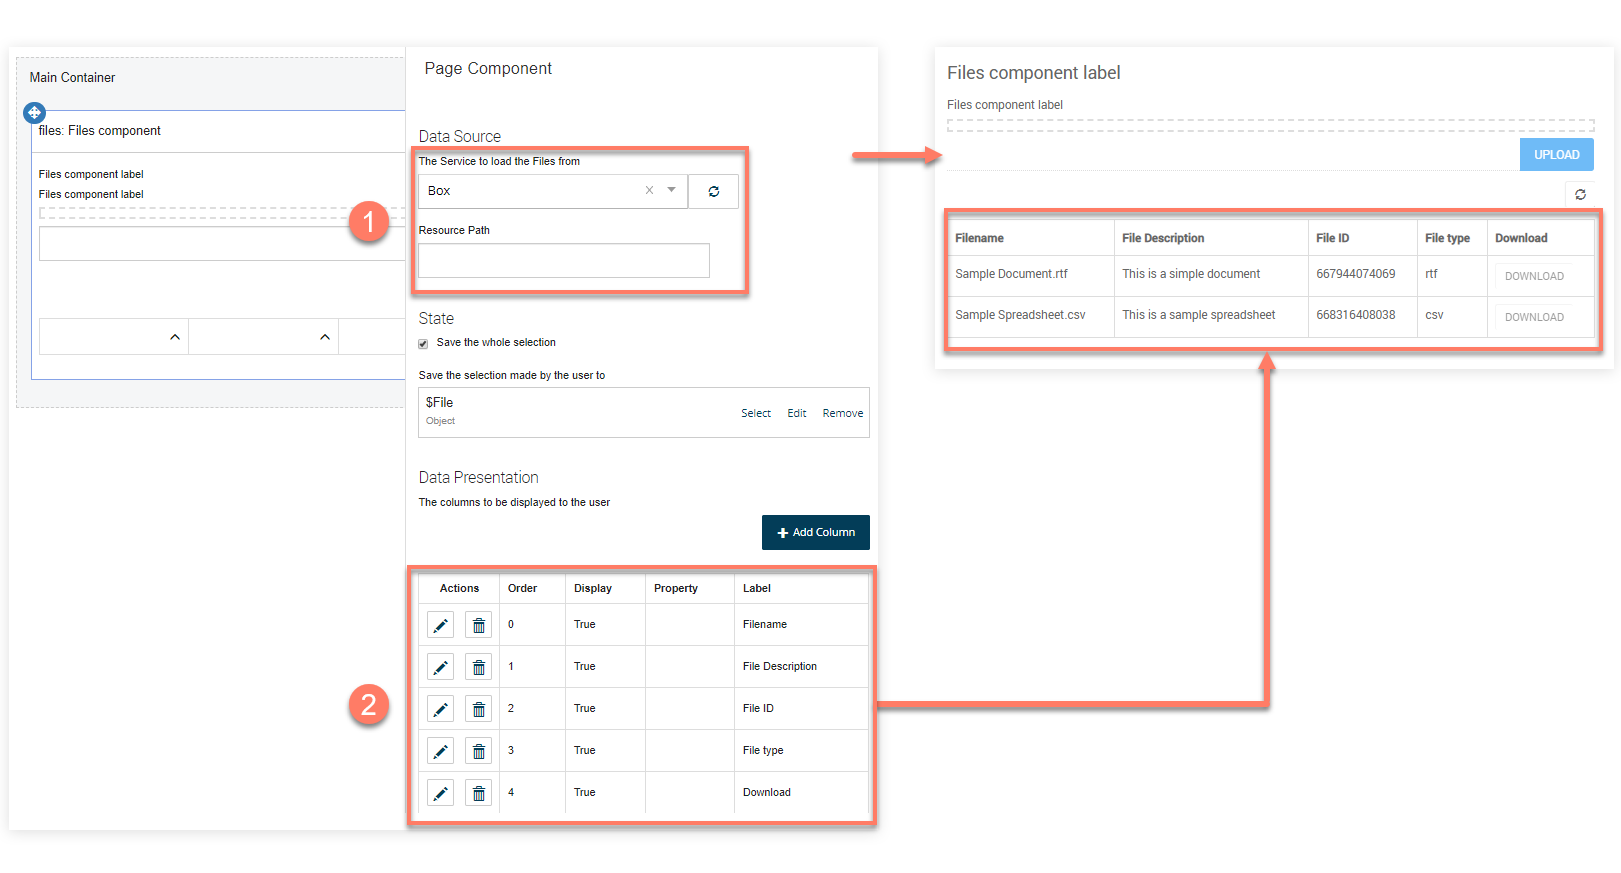 Main Container
files: Files component
Files component label
Files component label
1
2
Page Component
Data Source
The Service to load the Files from
Box
Resource Path
State
Save the whole selection
Save the selection made by the user to
$File
Object
Select Edit Remove
Data Presentation
The columns to be displayed to the user
Add Column
Actions Order Display Property Label
0 True Filename
1 True File Description
2 True File ID
3 True File type
4 True Download
Files component label
Files component label
UPLOAD
Filename File Description File ID File type Download
Sample Document.rtf This is a simple document 667944074069 rtf DOWNLOAD
Sample Spreadsheet.csv This is a sample spreadsheet 668316408038 csv DOWNLOAD